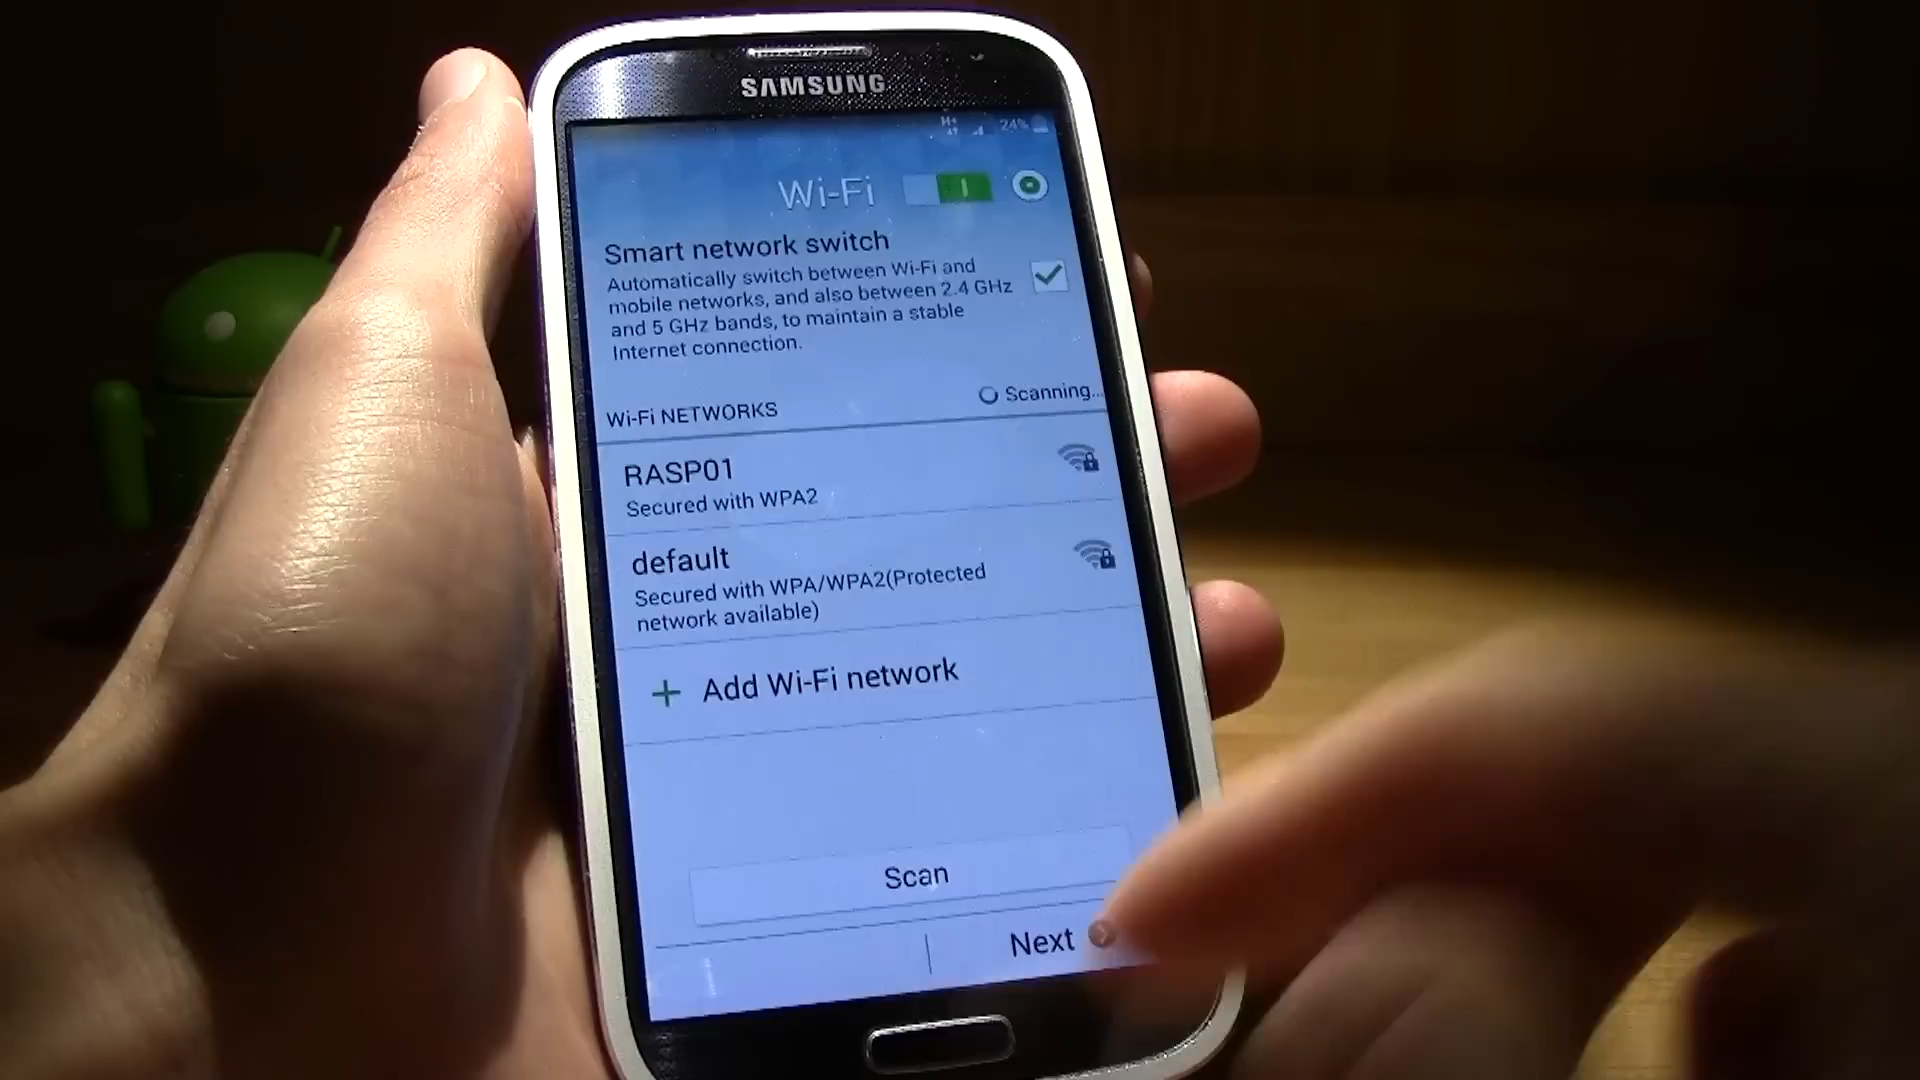 SAMSUNG
H+ 24%
Wi-Fi
Smart network switch
Automatically switch between Wi-Fi and
mobile networks, and also between 2.4 GHz
and 5 GHz bands, to maintain a stable
Internet connection.
Wi-Fi NETWORKS
Scanning...
RASP01
Secured with WPA2
default
Secured with WPA/WPA2(Protected
network available)
+ Add Wi-Fi network
Scan
Next